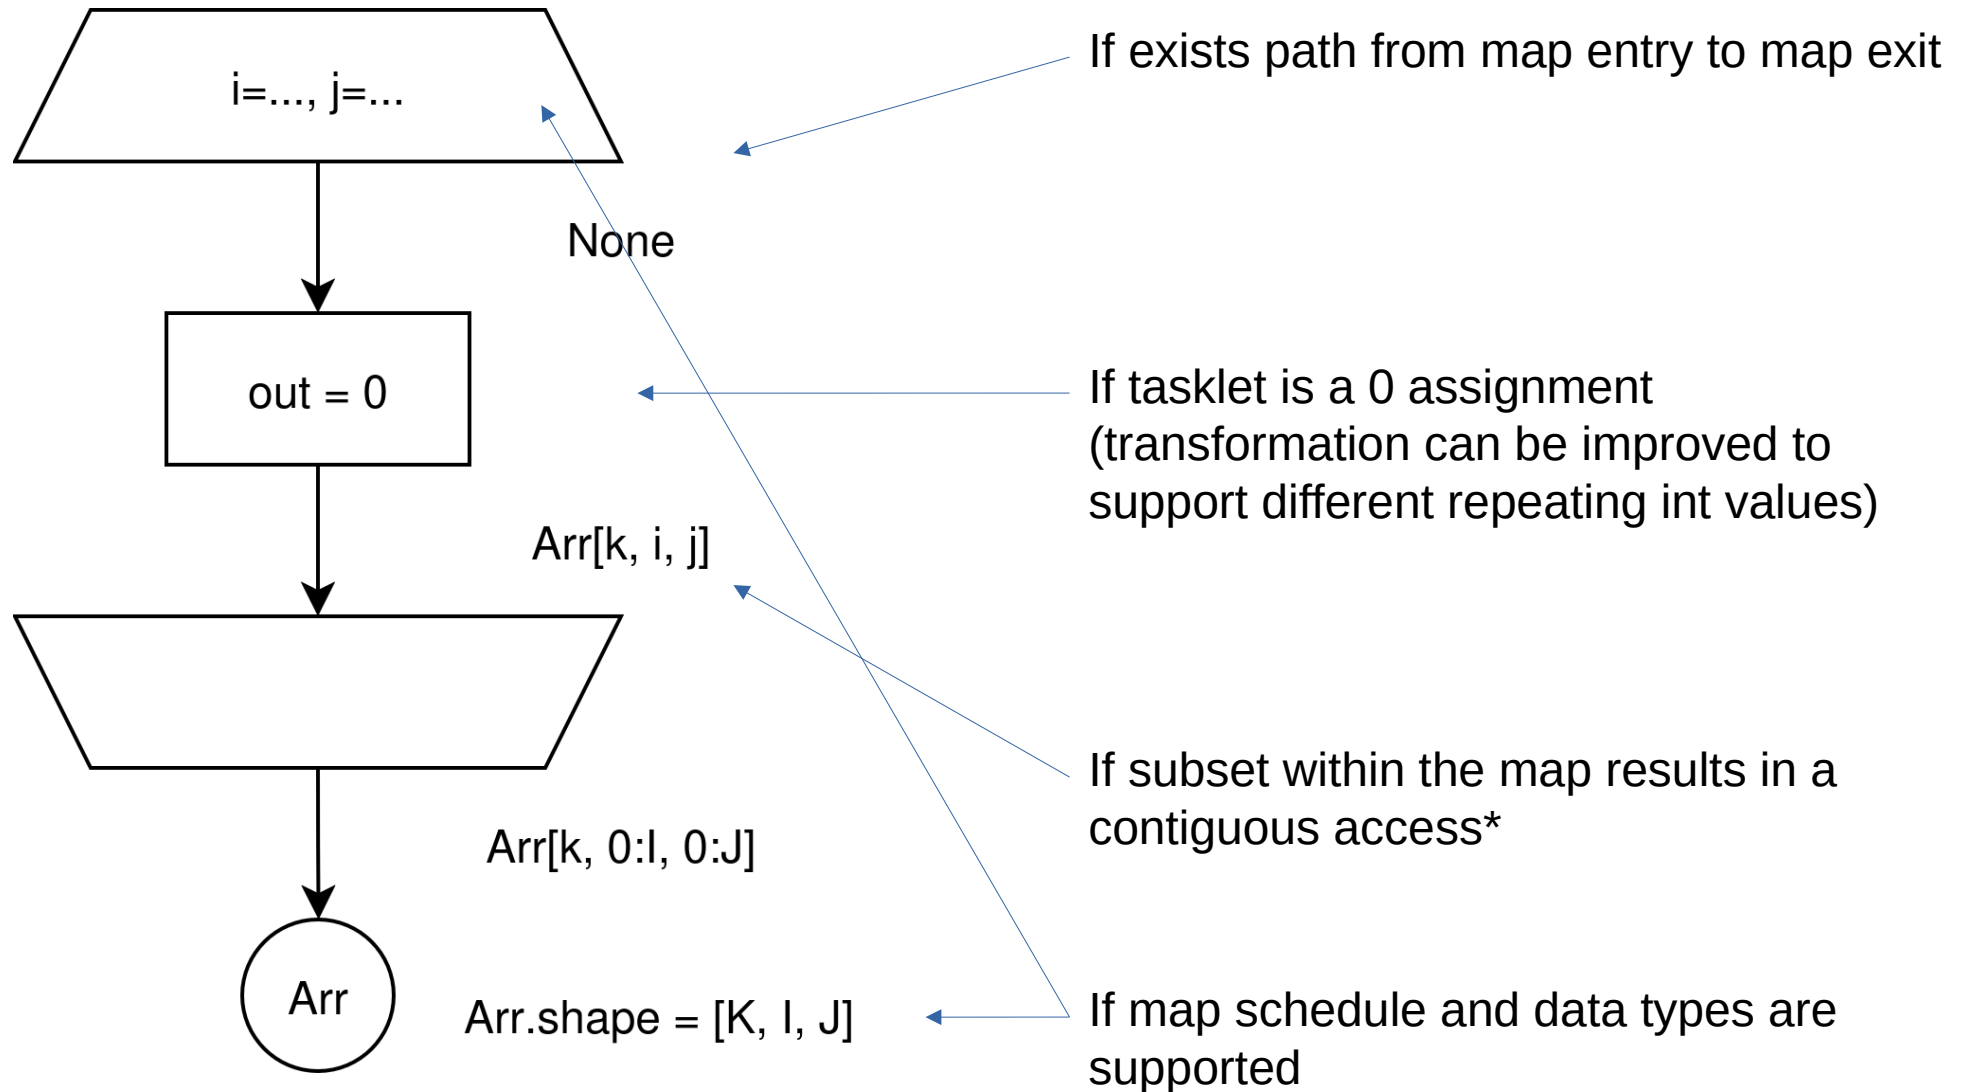 i=..., j=...
If exists path from map entry to map exit
None
out = 0
If tasklet is a 0 assignment
(transformation can be improved to
support different repeating int values)
Arr[k, i, j]
If subset within the map results in a
contiguous access*
Arr[k, 0:I, 0:J]
Arr
Arr.shape = [K, I, J]
If map schedule and data types are
supported